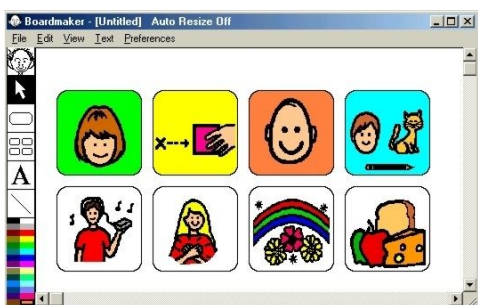 Boardmaker - [Untitled] Auto Resize Off
File Edit View Text Preferences
A
x